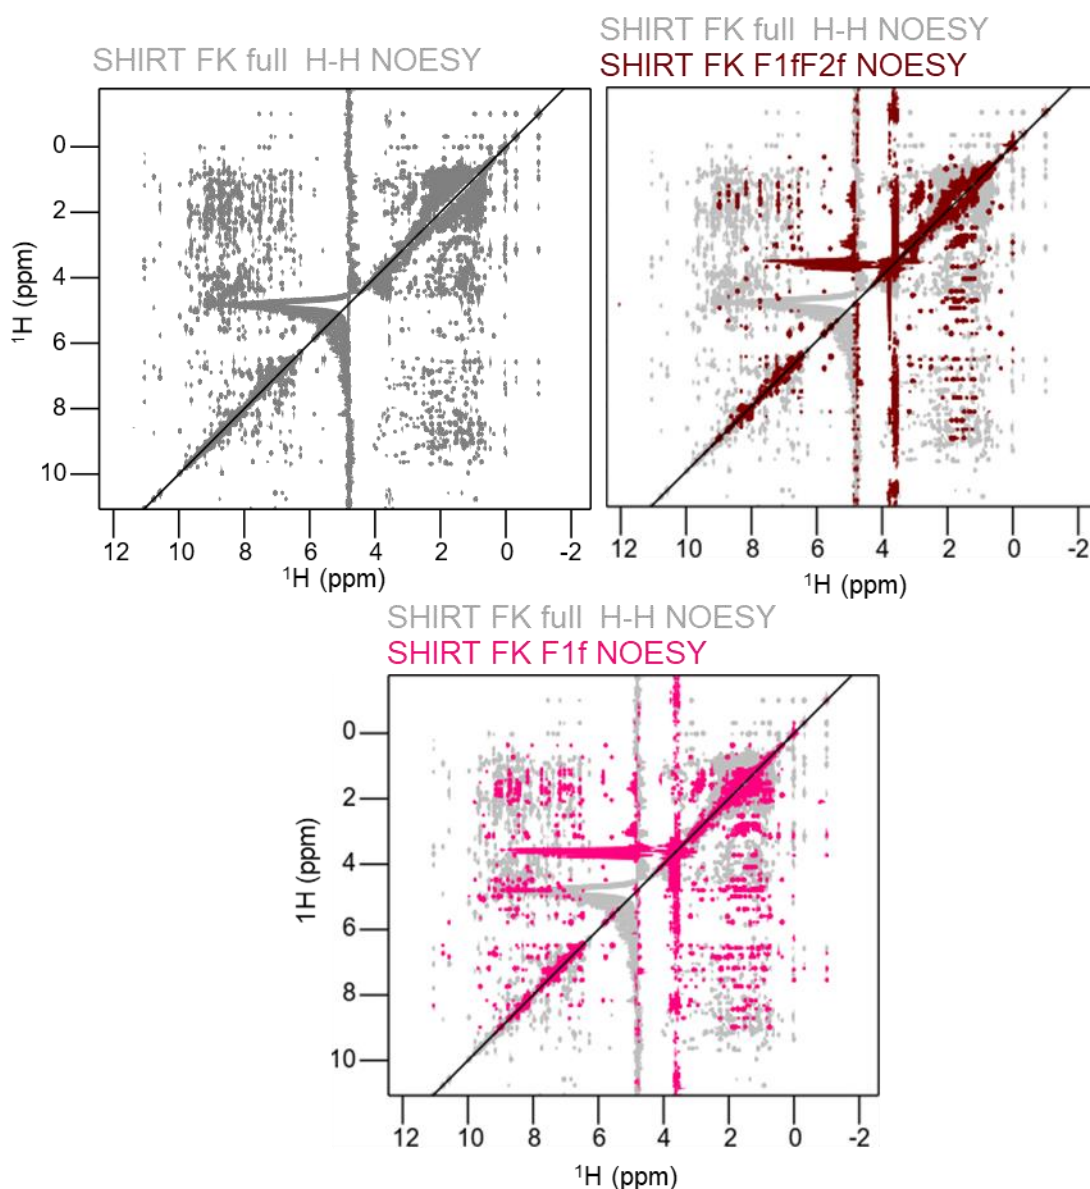 SHIRT FK full H-H NOESY
0
2
4
6
8
10
¹H (ppm)
12 10 8 6 4 2 0 -2
¹H (ppm)
SHIRT FK full H-H NOESY
SHIRT FK F1fF2f NOESY
12 10 8 6 4 2 0 -2
¹H (ppm)
SHIRT FK full H-H NOESY
SHIRT FK F1f NOESY
0
2
4
6
8
10
1H (ppm)
12 10 8 6 4 2 0 -2
¹H (ppm)